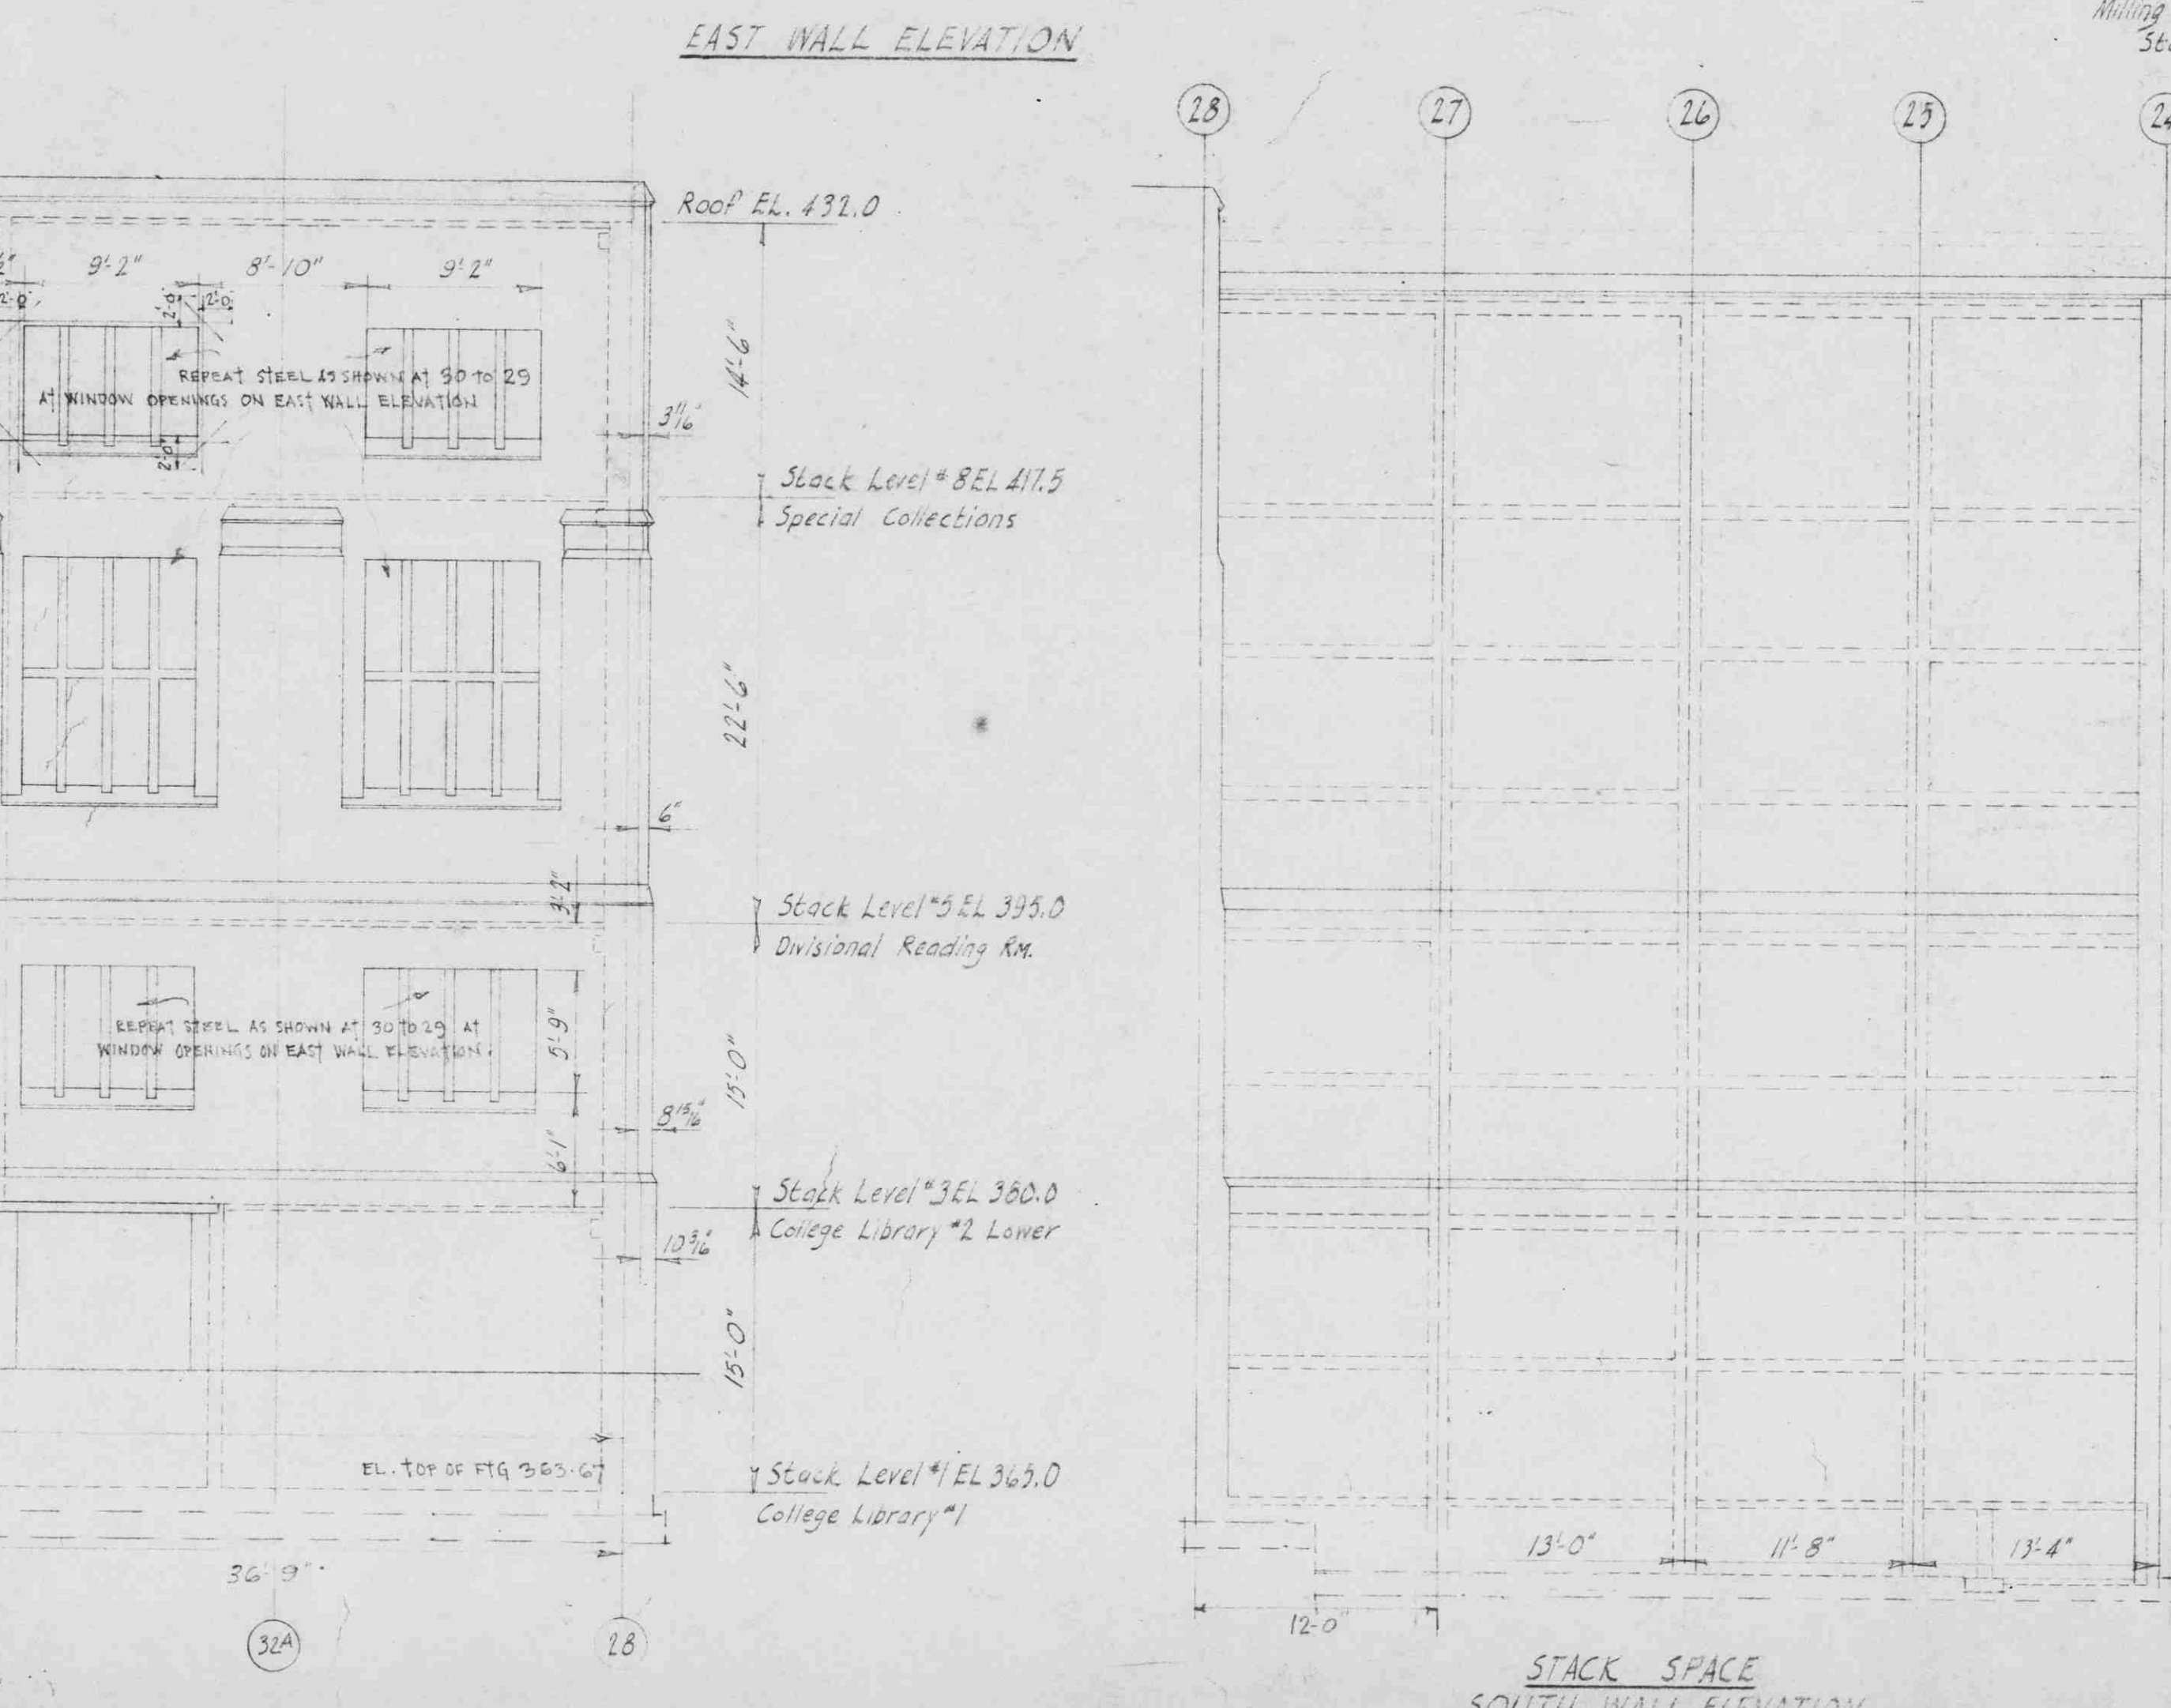 EAST WALL ELEVATION
Milling
28
27
26
25
Roof EL. 432.0
9'-2"
8'-10"
9'-2"
2'-0"
2'-0"
2'-0"
REPEAT STEEL AS SHOWN AT 30 TO 29
AT WINDOW OPENINGS ON EAST WALL ELEVATION
2'-0"
14'-6"
3 11/16"
Stack Level #8 EL 417.5
Special Collections
22'-6"
6"
3'-2"
Stack Level #5 EL 395.0
Divisional Reading RM.
REPEAT STEEL AS SHOWN AT 30 TO 29 AT
WINDOW OPENINGS ON EAST WALL ELEVATION.
5'-9"
15'-0"
8 15/16"
6'-1"
Stack Level #3 EL 380.0
College Library #2 Lower
10 3/16"
15'-0"
EL. TOP OF FTG 363.67
Stack Level #1 EL 365.0
College Library #1
36'-9"
13'-0"
11'-8"
13'-4"
12'-0"
32A
28
STACK SPACE
SOUTH WALL ELEVATION